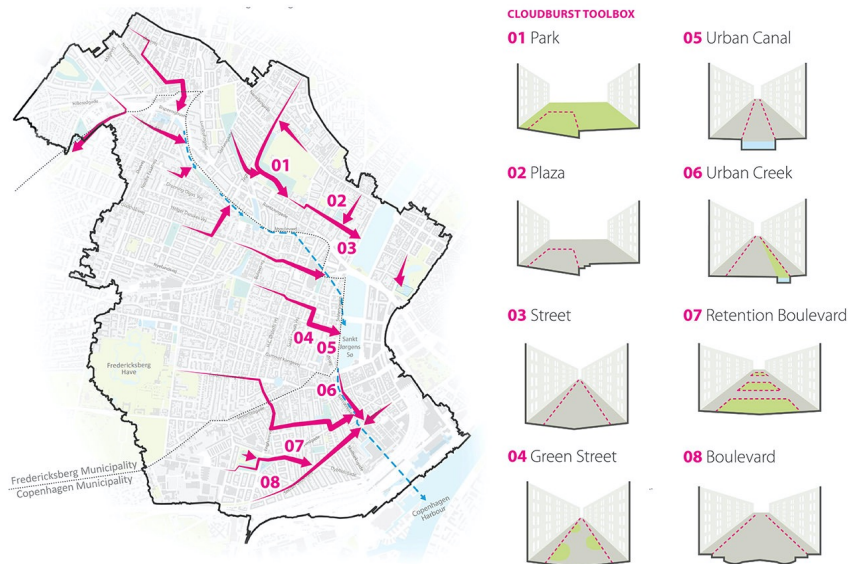 CLOUDBURST TOOLBOX
01 Park
05 Urban Canal
02 Plaza
06 Urban Creek
03 Street
07 Retention Boulevard
04 Green Street
08 Boulevard
01
02
03
04
05
Sankt
Jørgens
Sø
Fredericksberg
Have
06
07
08
Fredericksberg Municipality
Copenhagen Municipality
Copenhagen
Harbour